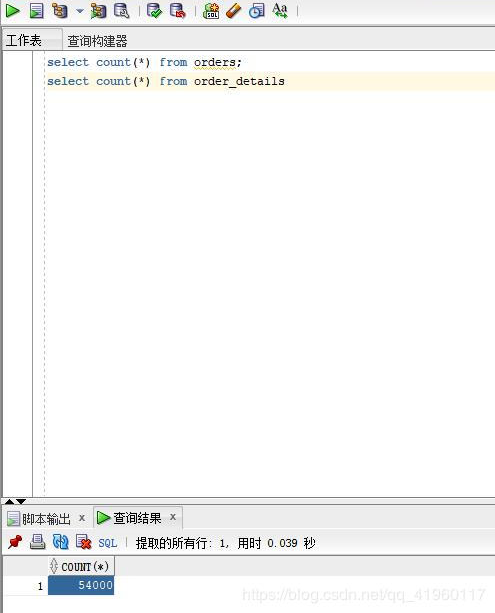 工作表 查询构建器
select count(*) from orders;
select count(*) from order_details
脚本输出 x 查询结果 x
SQL | 提取的所有行: 1, 用时 0.039 秒
COUNT(*)
1 54000
https://blog.csdn.net/qq_41960117